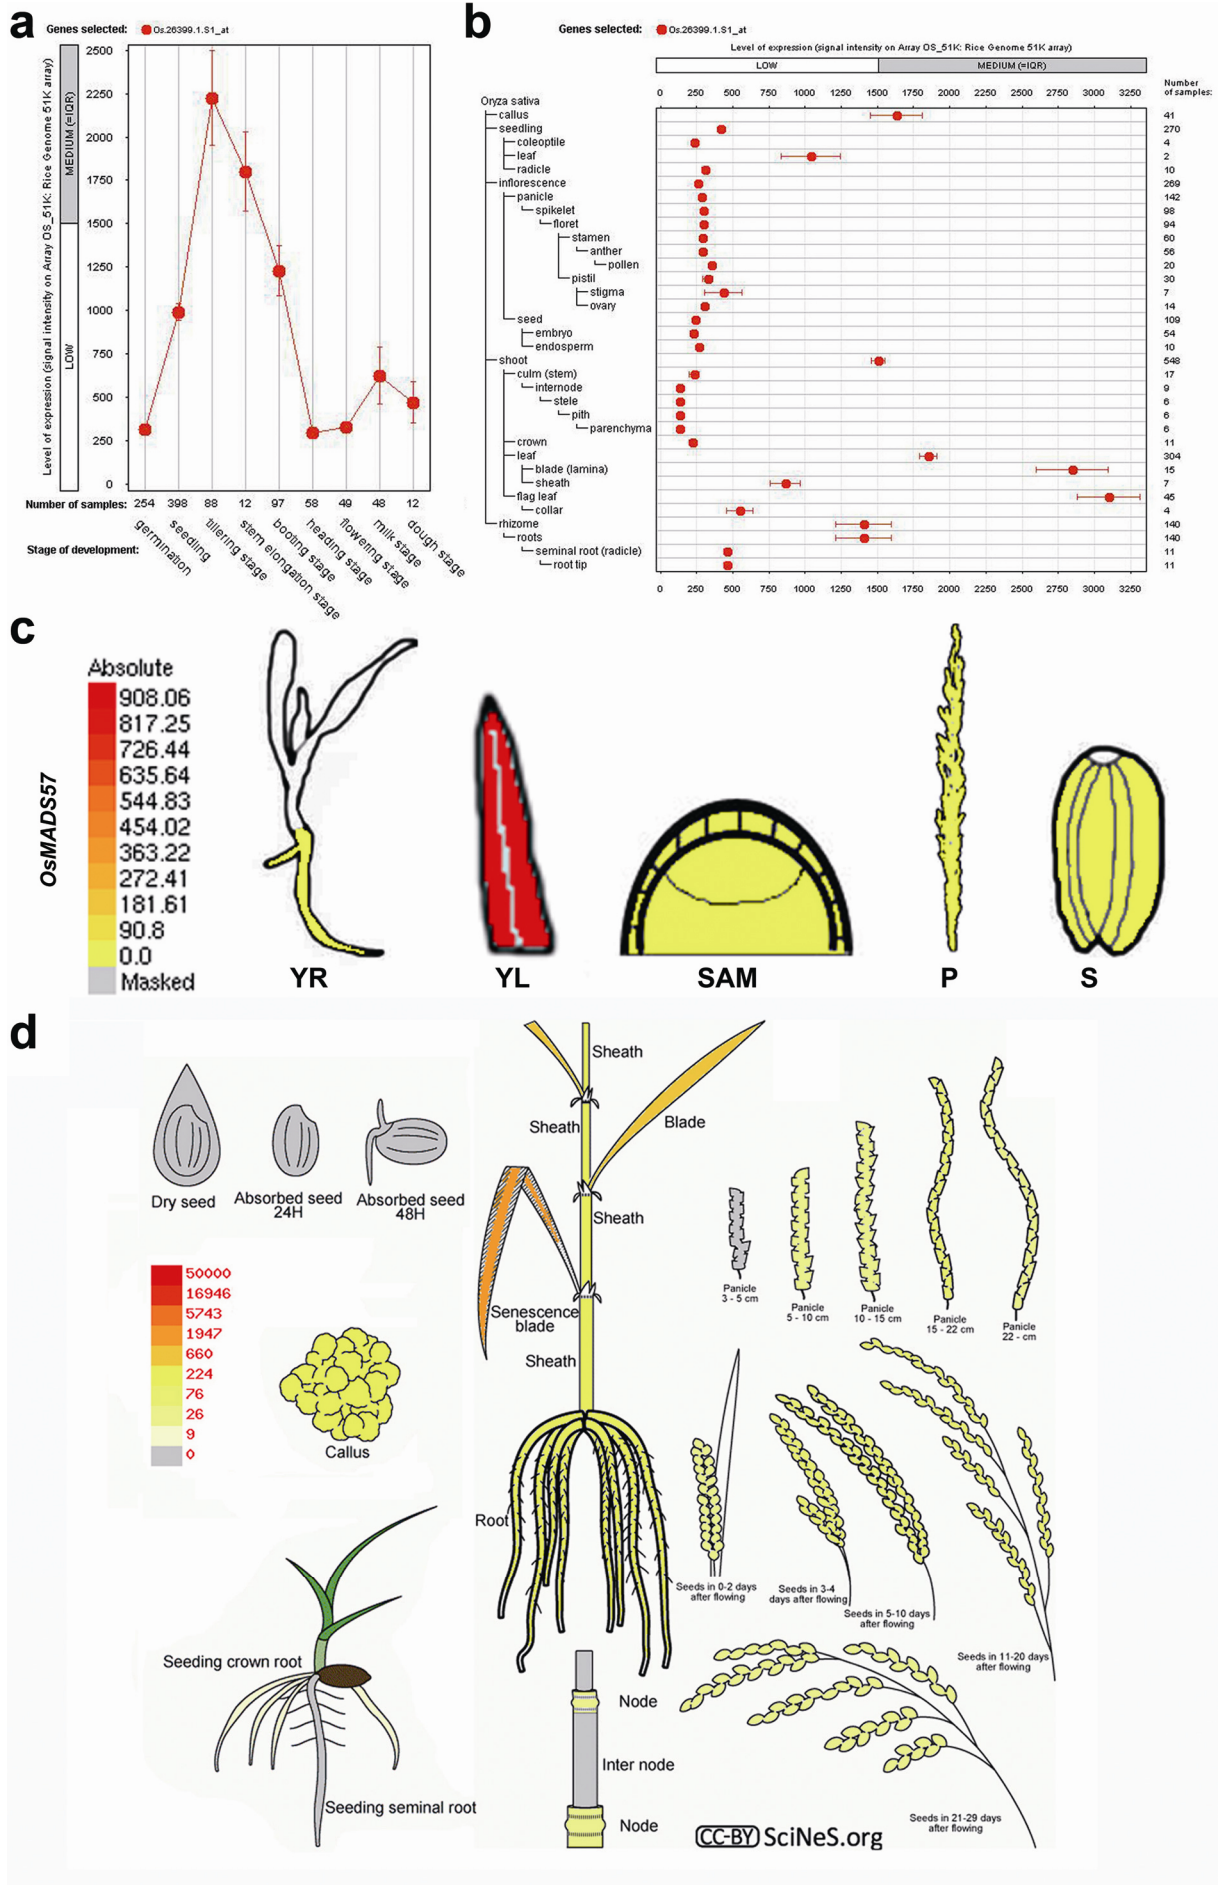 a
Genes selected: Os.26399.1.S1_at
Level of expression (signal intensity on Array OS_51K: Rice Genome 51K array)
MEDIUM (=IQR)
LOW
2500
2250
2000
1750
1500
1250
1000
750
500
250
0
Number of samples: 254 398 88 12 97 58 49 48 12
Stage of development:
germination
seedling
tillering stage
stem elongation stage
booting stage
heading stage
flowering stage
milk stage
dough stage
b
Genes selected: Os.26399.1.S1_at
Level of expression (signal intensity on Array OS_51K: Rice Genome 51K array)
LOW MEDIUM (=IQR)
Number
of samples:
0 250 500 750 1000 1250 1500 1750 2000 2250 2500 2750 3000 3250
Oryza sativa
callus 41
seedling 270
coleoptile 4
leaf 2
radicle 10
inflorescence 269
panicle 142
spikelet 98
floret 94
stamen 60
anther 56
pollen 20
pistil 30
stigma 7
ovary 14
seed 109
embryo 54
endosperm 10
shoot 548
culm (stem) 17
internode 9
stele 6
pith 6
parenchyma 6
crown 11
leaf 304
blade (lamina) 15
sheath 7
flag leaf 45
collar 4
rhizome 140
roots 140
seminal root (radicle) 11
root tip 11
0 250 500 750 1000 1250 1500 1750 2000 2250 2500 2750 3000 3250
c
OsMADS57
Absolute
908.06
817.25
726.44
635.64
544.83
454.02
363.22
272.41
181.61
90.8
0.0
Masked
YR YL SAM P S
d
Dry seed
Absorbed seed
24H
Absorbed seed
48H
50000
16946
5743
1947
660
224
76
26
9
0
Callus
Seeding crown root
Seeding seminal root
Sheath
Sheath
Blade
Sheath
Senescence
blade
Sheath
Root
Node
Inter node
Node
Panicle
3 - 5 cm
Panicle
5 - 10 cm
Panicle
10 - 15 cm
Panicle
15 - 22 cm
Panicle
22 - cm
Seeds in 0-2 days
after flowing
Seeds in 3-4
days after flowing
Seeds in 5-10 days
after flowing
Seeds in 11-20 days
after flowing
Seeds in 21-29 days
after flowing
CC-BY SciNeS.org